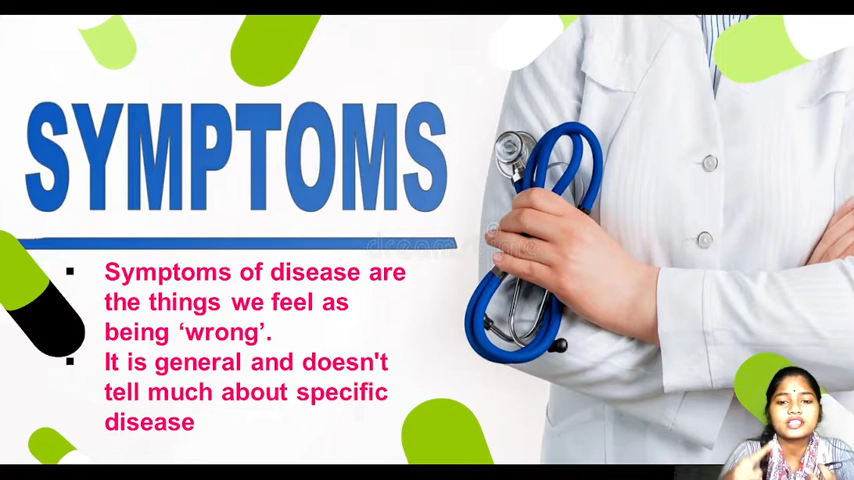 SYMPTOMS
dreamstime
▪ Symptoms of disease are
the things we feel as
being ‘wrong’.
▪ It is general and doesn't
tell much about specific
disease